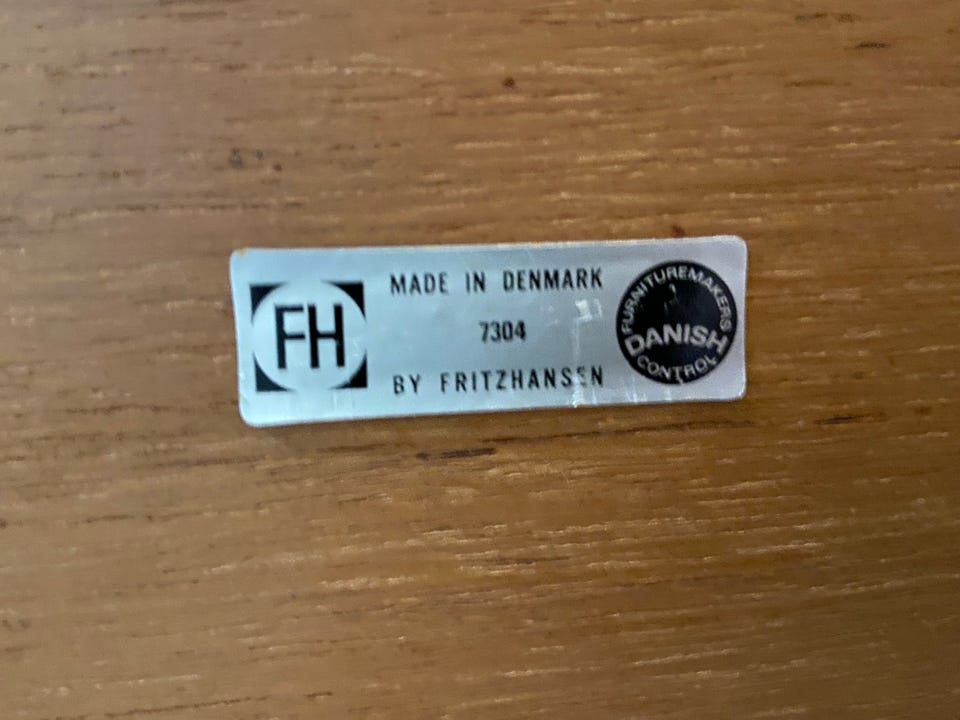 FH
MADE IN DENMARK
7304
BY FRITZHANSEN
FURNITUREMAKERS
DANISH
CONTROL